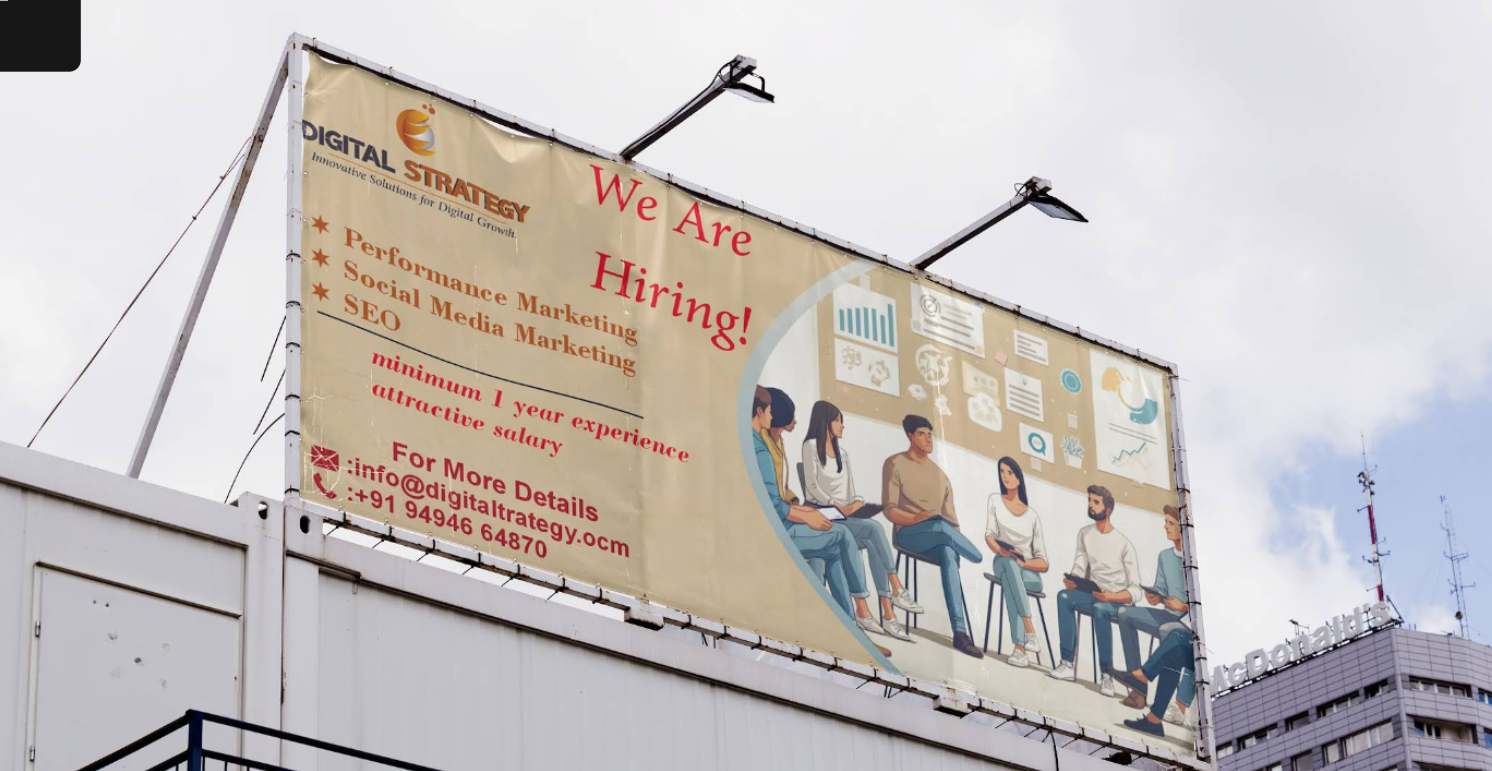 DIGITAL STRATEGY
Innovative Solutions for Digital Growth.
We Are
Hiring!
Performance Marketing
Social Media Marketing
SEO
minimum 1 year experience
attractive salary
For More Details
:info@digitaltrategy.ocm
:+91 94946 64870
McDonald's